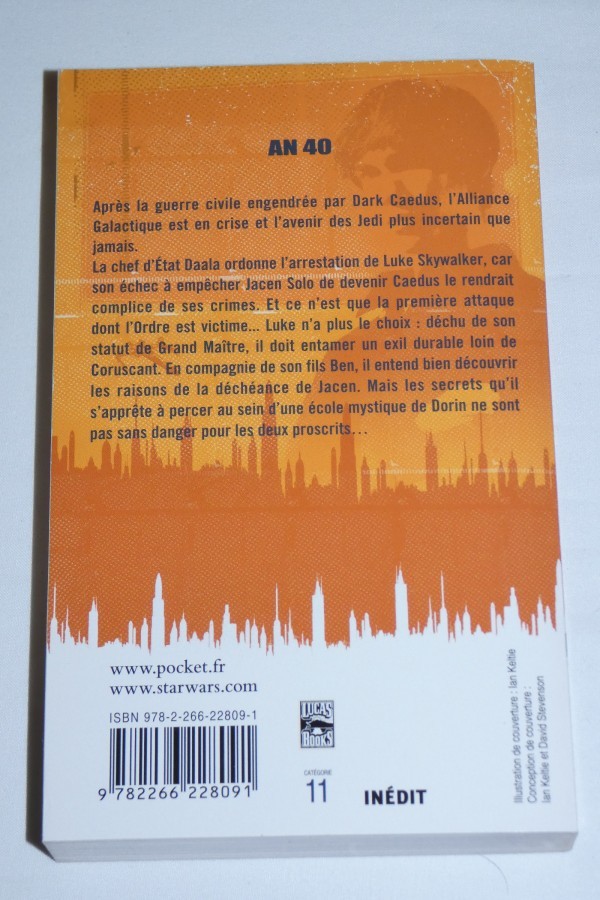 AN 40
Après la guerre civile engendrée par Dark Caedus, l’Alliance
Galactique est en crise et l’avenir des Jedi plus incertain que
jamais.
La chef d’État Daala ordonne l’arrestation de Luke Skywalker, car
son échec à empêcher Jacen Solo de devenir Caedus le rendrait
complice de ses crimes. Et ce n’est que la première attaque
dont l’Ordre est victime... Luke n’a plus le choix : déchu de son
statut de Grand Maître, il doit entamer un exil durable loin de
Coruscant. En compagnie de son fils Ben, il entend bien découvrir
les raisons de la déchéance de Jacen. Mais les secrets qu’il
s’apprête à percer au sein d’une école mystique de Dorin ne sont
pas sans danger pour les deux proscrits...
www.pocket.fr
www.starwars.com
ISBN 978-2-266-22809-1
9 782266 228091
LUCAS
BOOKS
CATÉGORIE
11
INÉDIT
Illustration de couverture : Ian Keltie
Conception de couverture :
Ian Keltie et David Stevenson